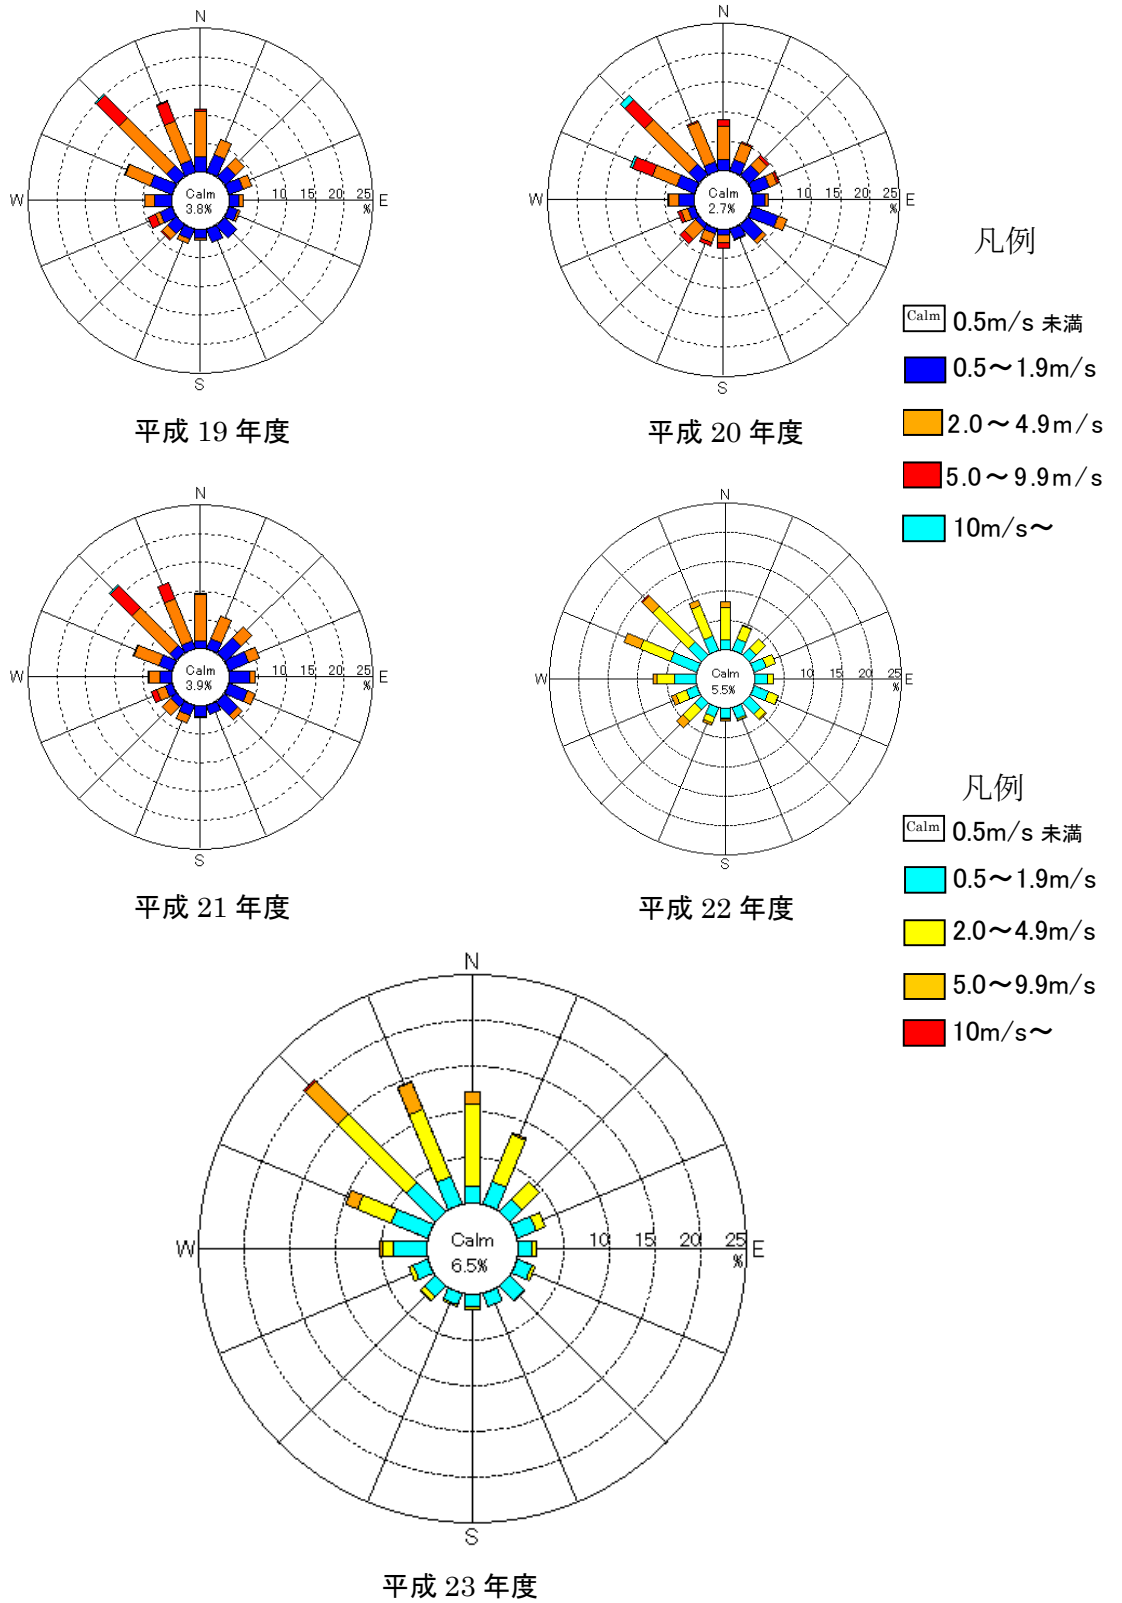 N
W
Calm
3.8%
10 15 20 25
%
E
S
平成 19 年度
N
W
Calm
2.7%
10 15 20 25
%
E
S
平成 20 年度
凡例
Calm 0.5m/s 未満
0.5～1.9m/s
2.0～4.9m/s
5.0～9.9m/s
10m/s～
N
W
Calm
3.9%
10 15 20 25
%
E
S
平成 21 年度
N
W
Calm
5.5%
10 15 20 25
%
E
S
平成 22 年度
凡例
Calm 0.5m/s 未満
0.5～1.9m/s
2.0～4.9m/s
5.0～9.9m/s
10m/s～
N
W
Calm
6.5%
10 15 20 25
%
E
S
平成 23 年度